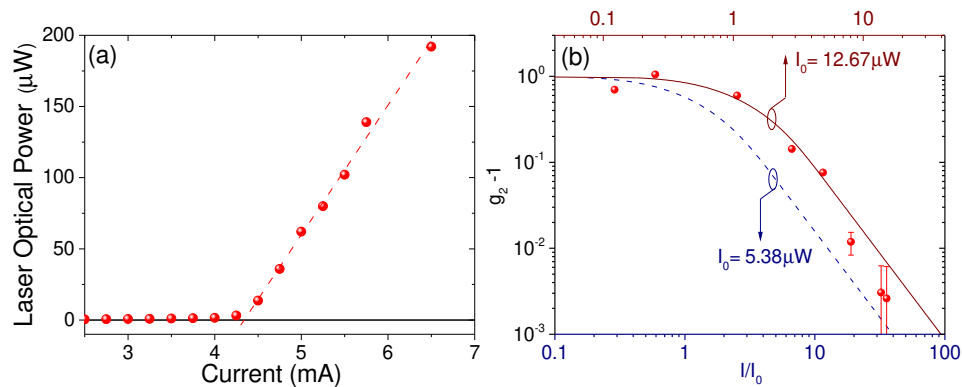 (a)
Laser Optical Power (μW)
200
150
100
50
0
3 4 5 6 7
Current (mA)
0.1 1 10
(b)
I₀= 12.67μW
I₀= 5.38μW
g₂ -1
10⁰
10⁻¹
10⁻²
10⁻³
0.1 1 10 100
I/I₀